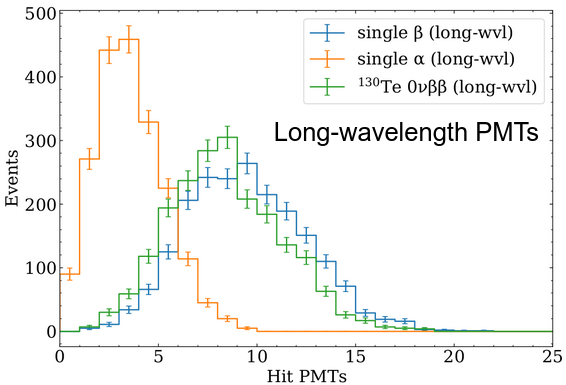 500
400
300
200
100
0
Events
single β (long-wvl)
single α (long-wvl)
¹³⁰Te 0νββ (long-wvl)
Long-wavelength PMTs
0 5 10 15 20 25
Hit PMTs